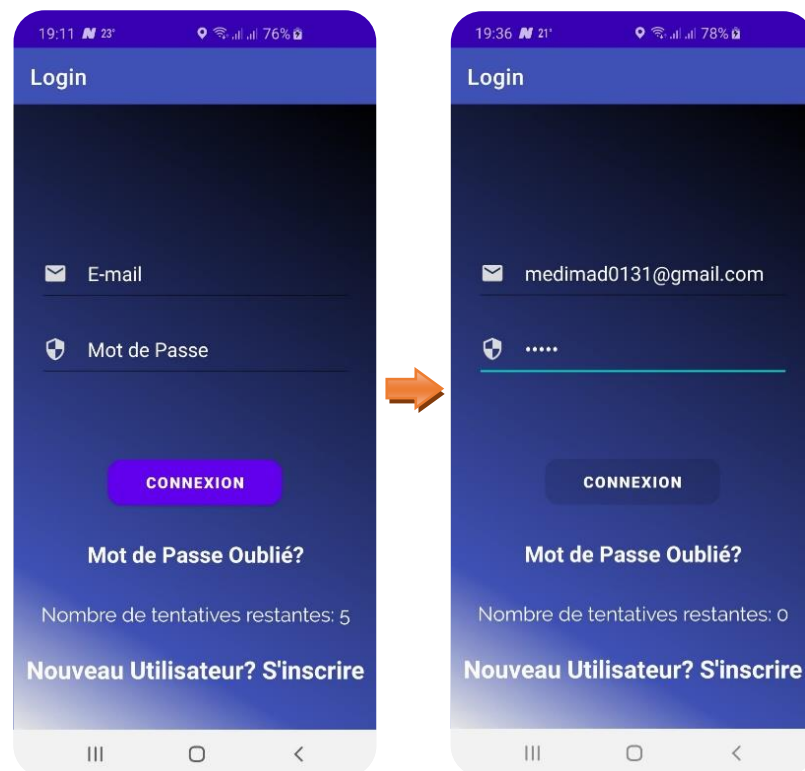 19:11 N 23° 76%
Login
E-mail
Mot de Passe
CONNEXION
Mot de Passe Oublié?
Nombre de tentatives restantes: 5
Nouveau Utilisateur? S'inscrire
19:36 N 21° 78%
Login
medimad0131@gmail.com
•••••
CONNEXION
Mot de Passe Oublié?
Nombre de tentatives restantes: 0
Nouveau Utilisateur? S'inscrire